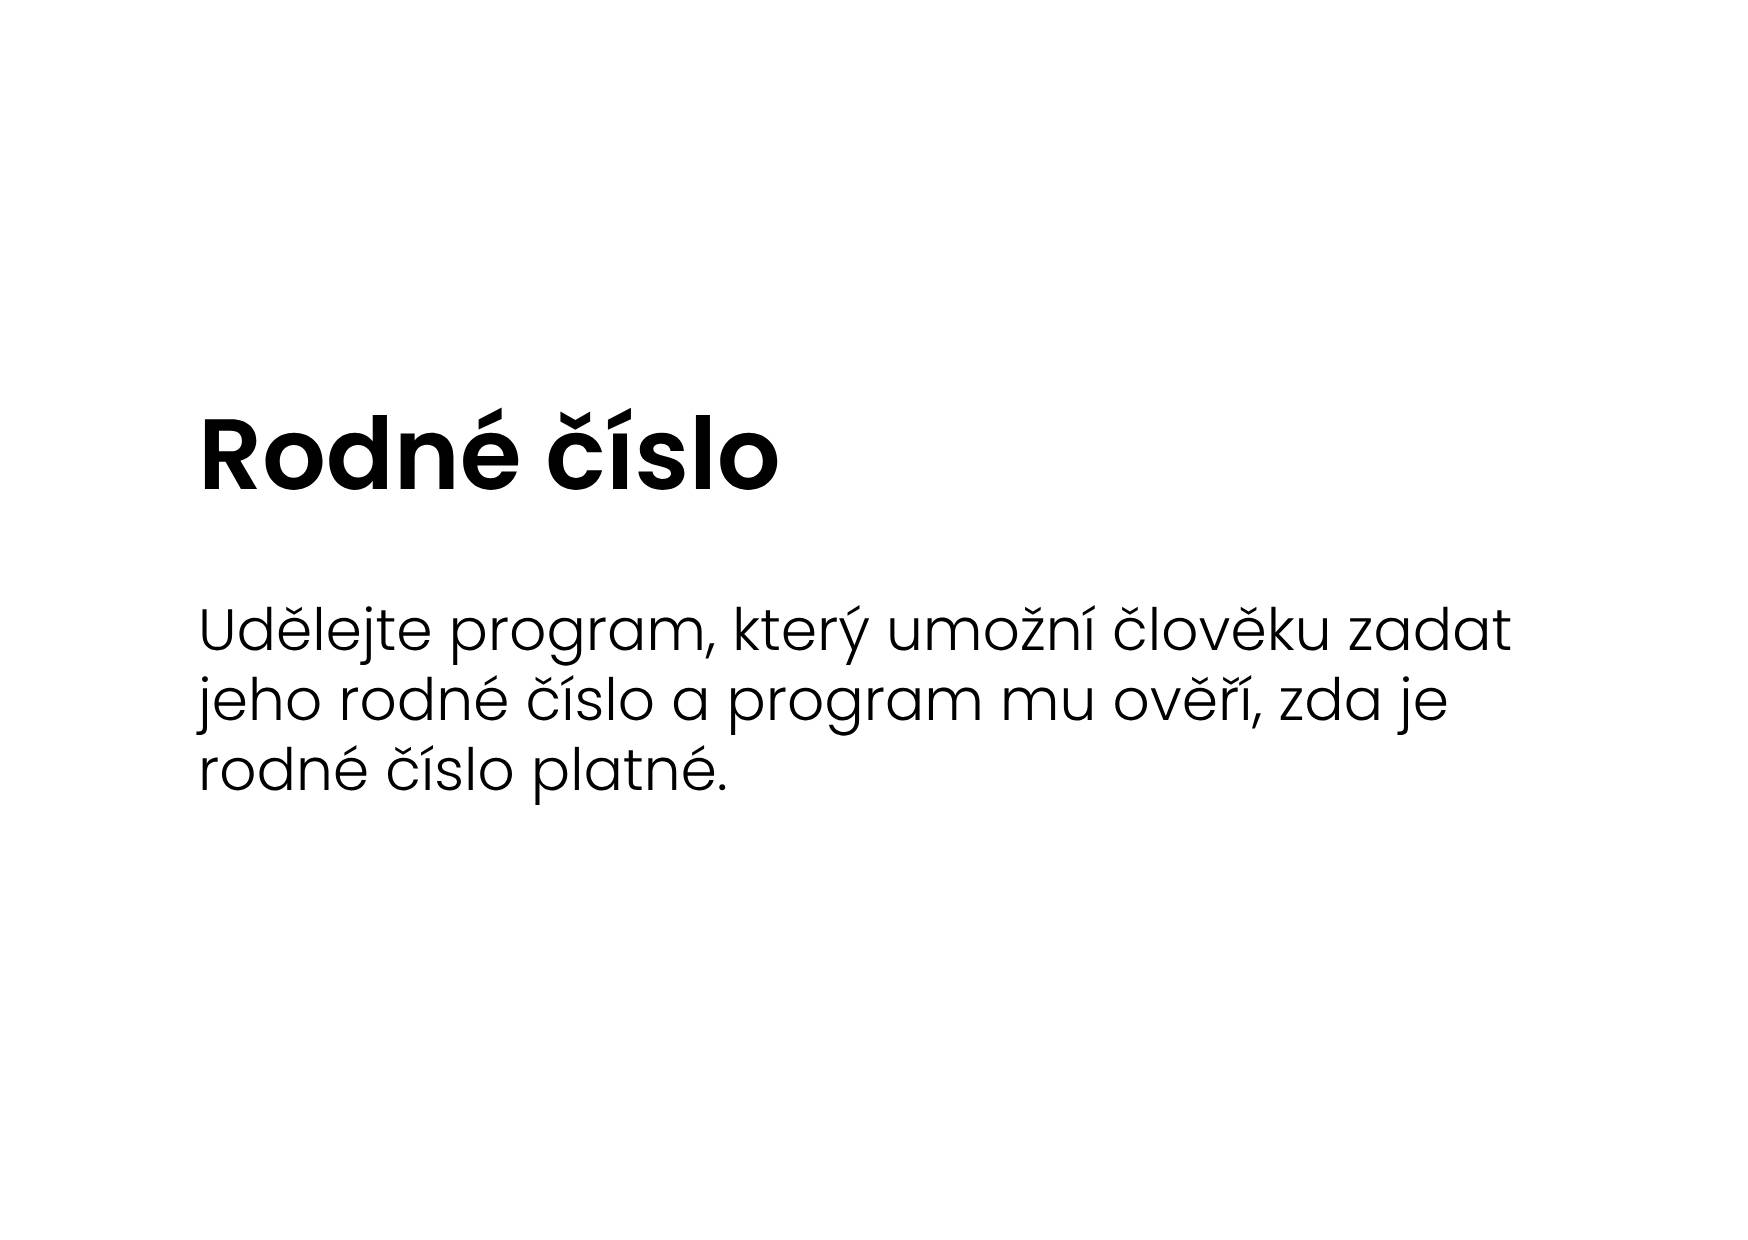 Rodné číslo
Udělejte program, který umožní člověku zadat
jeho rodné číslo a program mu ověří, zda je
rodné číslo platné.